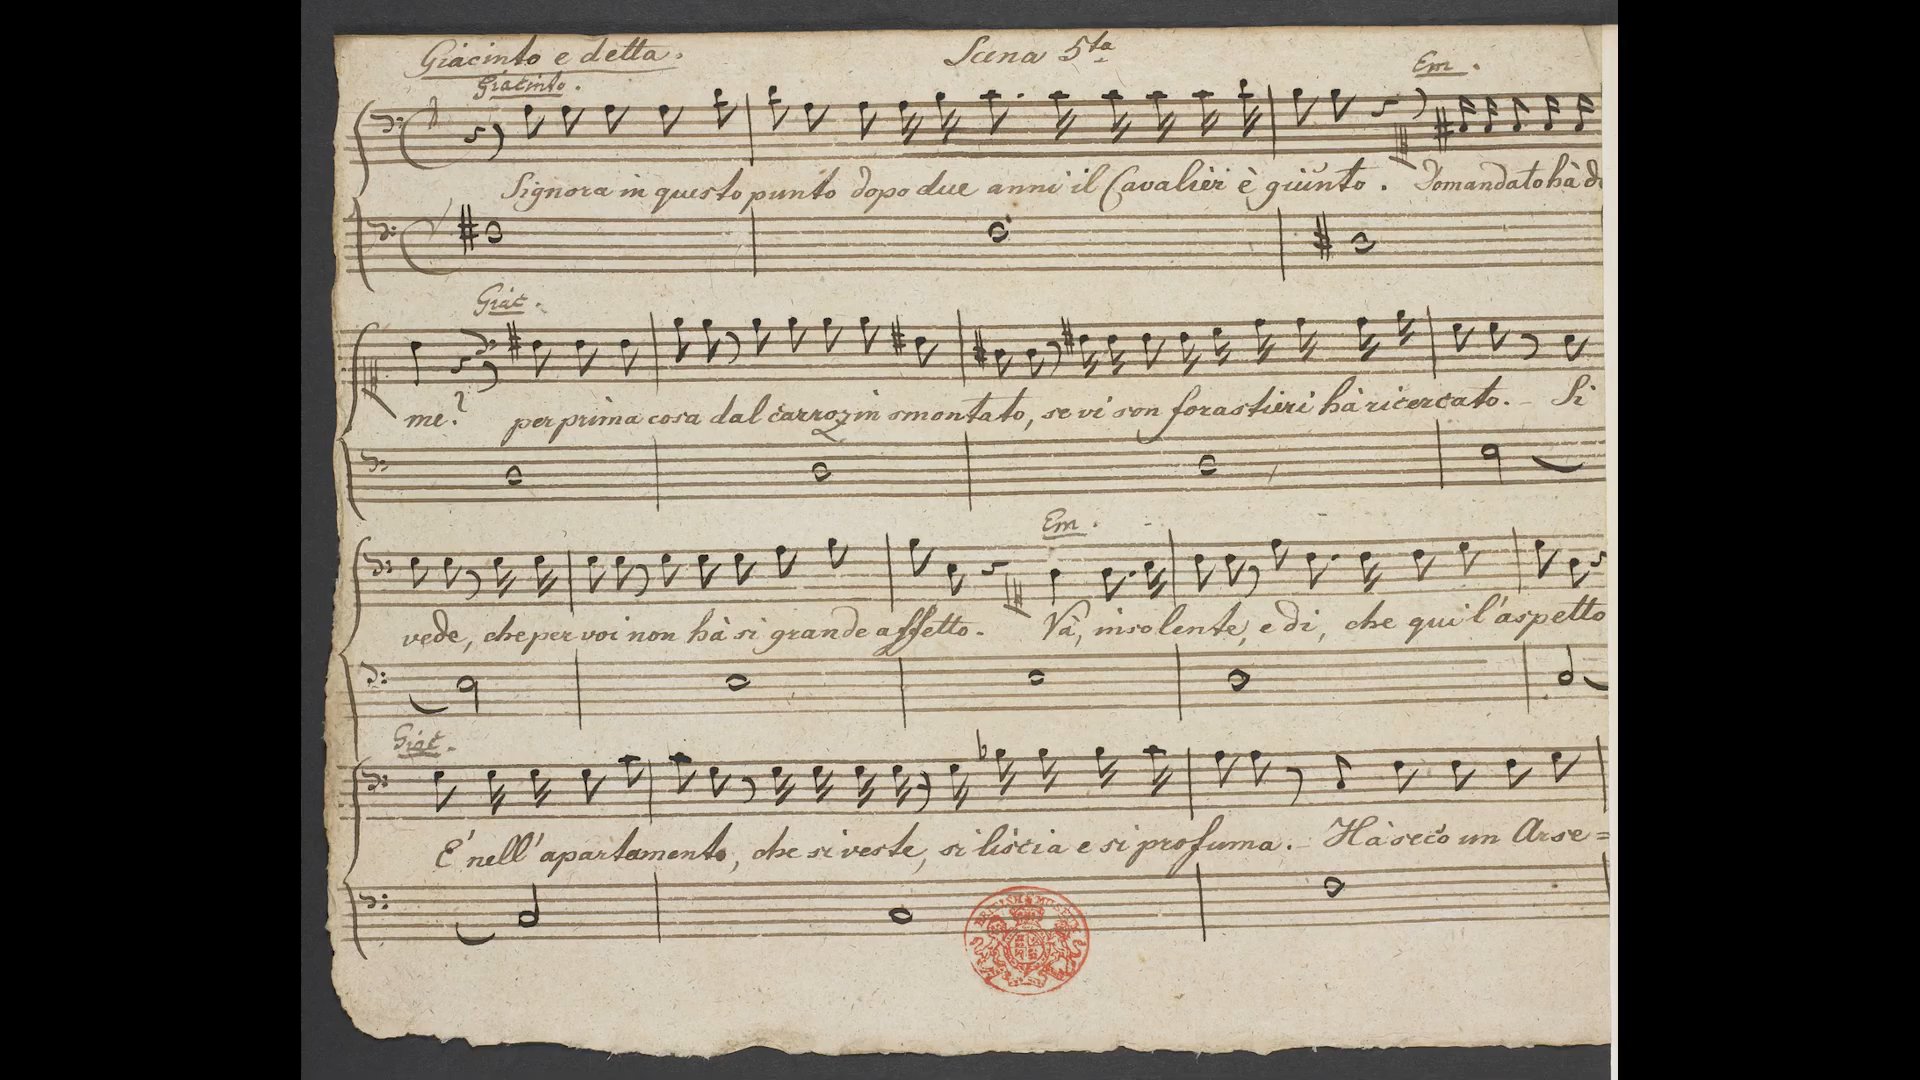 Giacinto e detta. Scena 5ta
Giacinto. Em.
Signora in questo punto dopo due anni il Cavalier è giunto. Domandato hà di
Giac.
me? per prima cosa dal carrozzin smontato, se vi son forastieri hà ricercato. Si
Em.
vede, che per voi non hà si grande affetto. Và, insolente, e di, che qui l'aspetto
Giac.
E' nell' apartamento, che si veste, si liscia e si profuma. Hà seco un Arse=
BRITISH MUSEUM